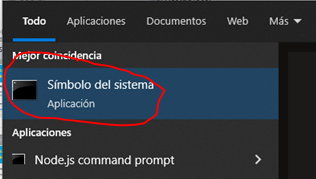 Todo Aplicaciones Documentos Web Más
Mejor coincidencia
Símbolo del sistema
Aplicación
Aplicaciones
Node.js command prompt